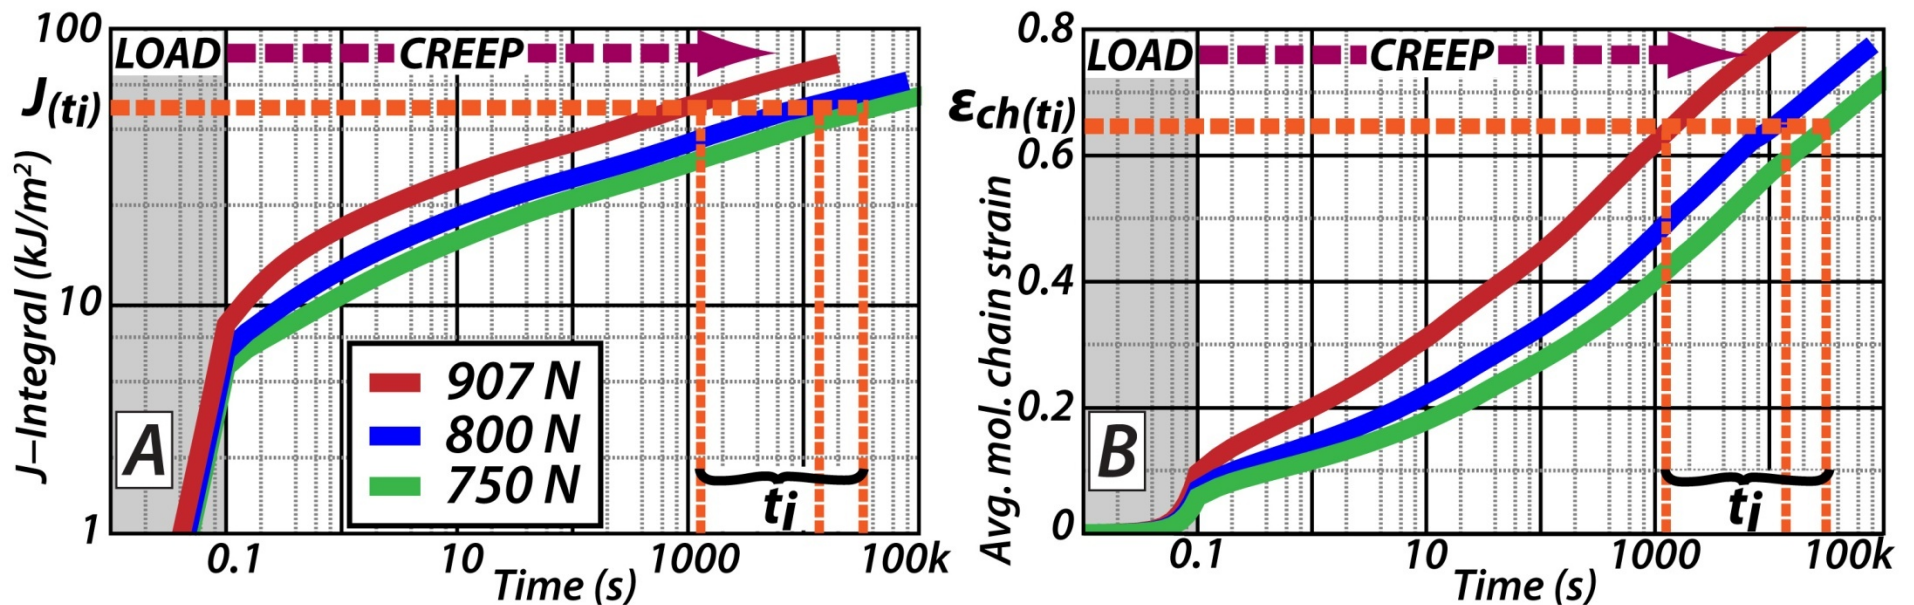 100
LOAD CREEP
J(ti)
J–Integral (kJ/m²)
10
A
907 N
800 N
750 N
ti
1
0.1 10 1000 100k
Time (s)
0.8
LOAD CREEP
εch(ti)
0.6
Avg. mol. chain strain
0.4
0.2
B
ti
0
0.1 10 1000 100k
Time (s)